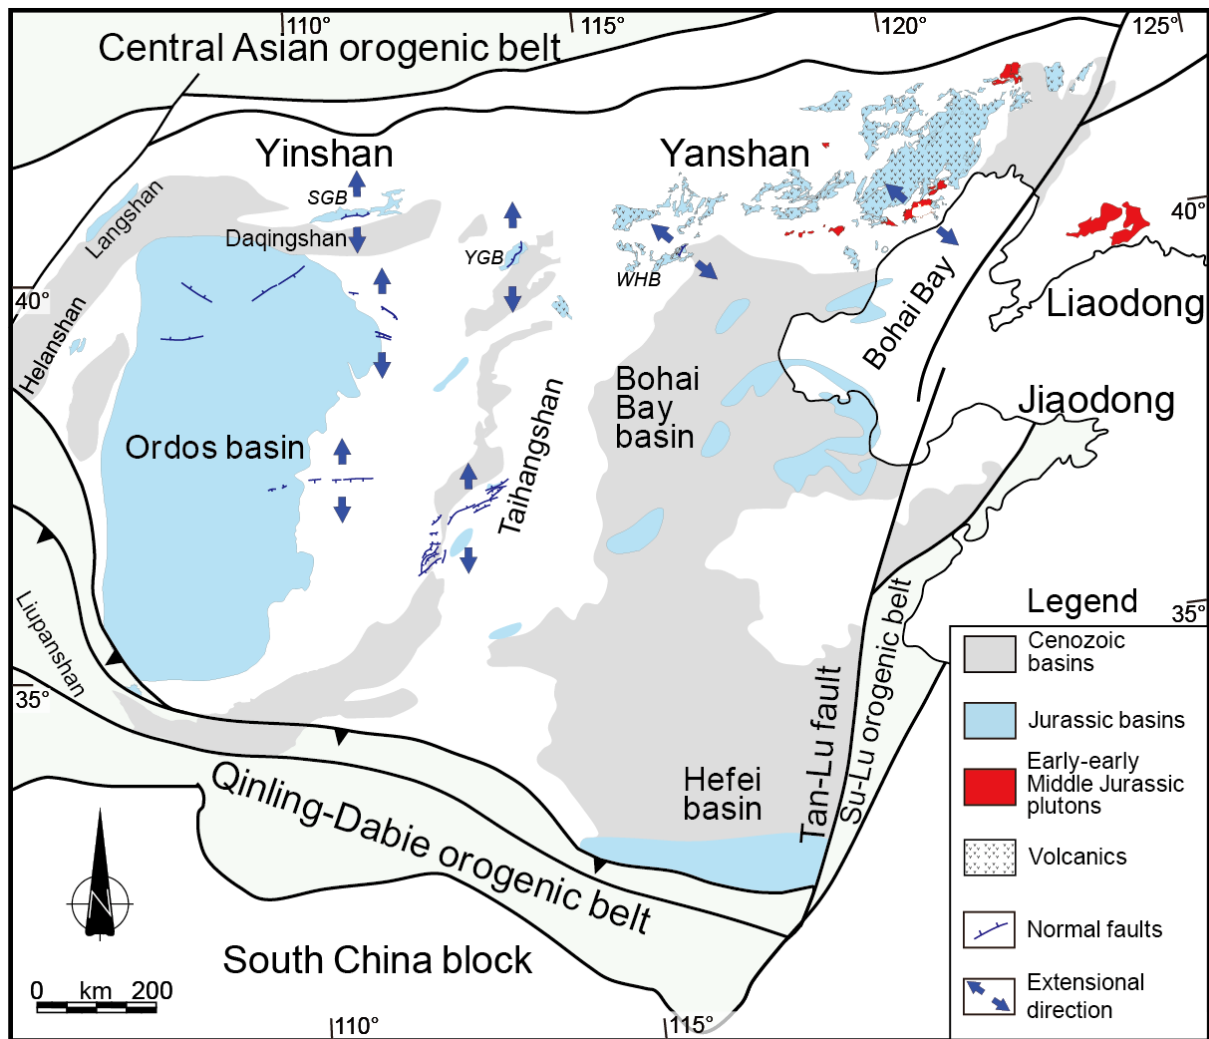 110°
115°
120°
125°
Central Asian orogenic belt
Yinshan
Yanshan
SGB
Langshan
Daqingshan
YGB
WHB
40°
40°
Helanshan
Bohai Bay
Liaodong
Bohai
Bay
basin
Jiaodong
Ordos basin
Taihangshan
Liupanshan
35°
35°
Tan-Lu fault
Su-Lu orogenic belt
Hefei
basin
Qinling-Dabie orogenic belt
South China block
N
0 km 200
110°
115°
Legend
Cenozoic
basins
Jurassic basins
Early-early
Middle Jurassic
plutons
Volcanics
Normal faults
Extensional
direction